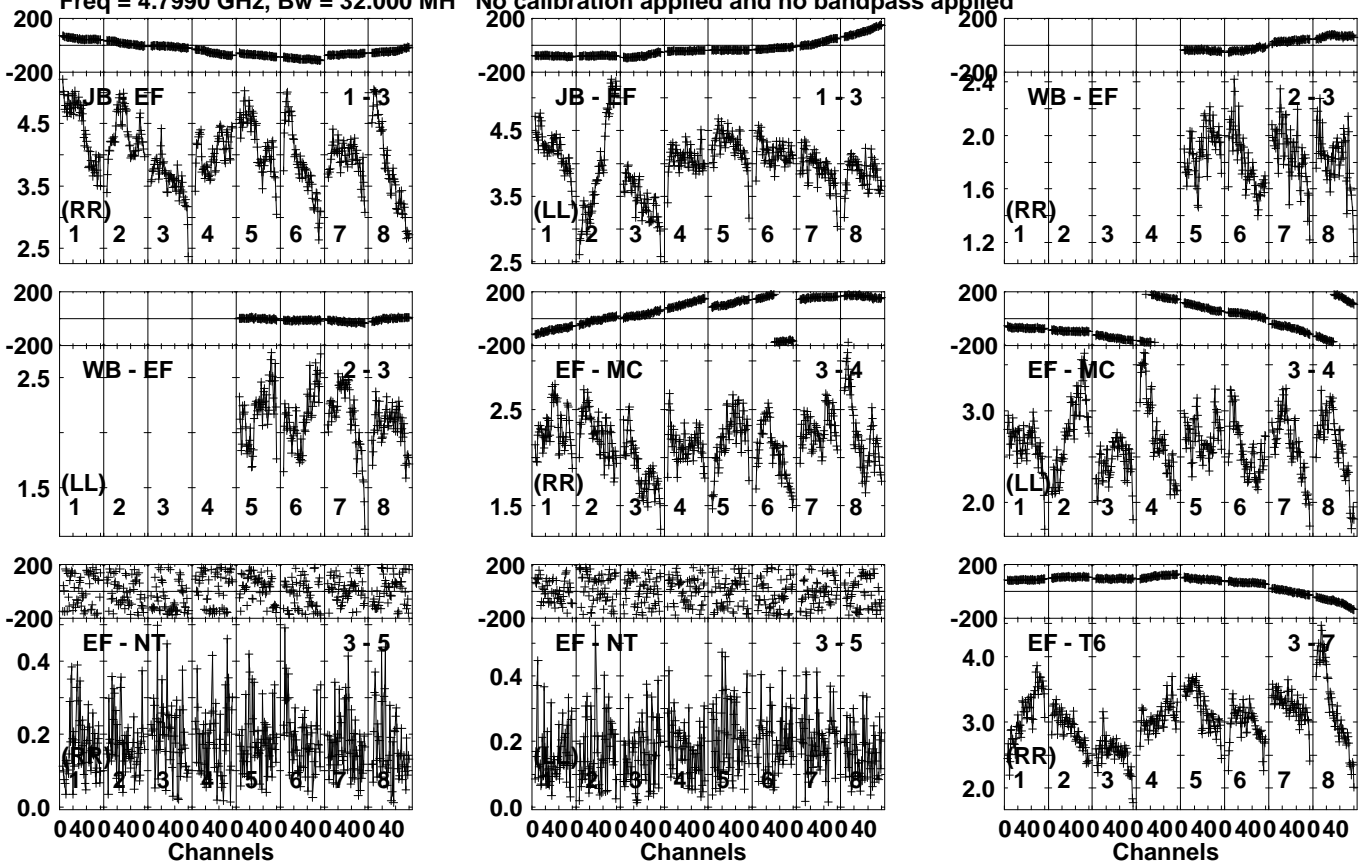 Freq = 4.7990 GHz, Bw = 32.000 MH No calibration applied and no bandpass applied
200
-200
JB - EF 1 - 3
4.5
3.5
2.5
(RR)
1 2 3 4 5 6 7 8
200
-200
JB - EF 1 - 3
4.5
3.5
2.5
(LL)
1 2 3 4 5 6 7 8
200
-200
WB - EF 2 - 3
2.4
2.0
1.6
1.2
(RR)
1 2 3 4 5 6 7 8
200
-200
WB - EF 2 - 3
2.5
1.5
(LL)
1 2 3 4 5 6 7 8
200
-200
EF - MC 3 - 4
2.5
1.5
(RR)
1 2 3 4 5 6 7 8
200
-200
EF - MC 3 - 4
3.0
2.0
(LL)
1 2 3 4 5 6 7 8
200
-200
EF - NT 3 - 5
0.4
0.2
0.0
(RR)
1 2 3 4 5 6 7 8
0 40 0 40 0 40 0 40 0 40 0 40 0 40 0 40
Channels
200
-200
EF - NT 3 - 5
0.4
0.2
0.0
(LL)
1 2 3 4 5 6 7 8
0 40 0 40 0 40 0 40 0 40 0 40 0 40 0 40
Channels
200
-200
EF - T6 3 - 7
4.0
3.0
2.0
(RR)
1 2 3 4 5 6 7 8
0 40 0 40 0 40 0 40 0 40 0 40 0 40 0 40
Channels